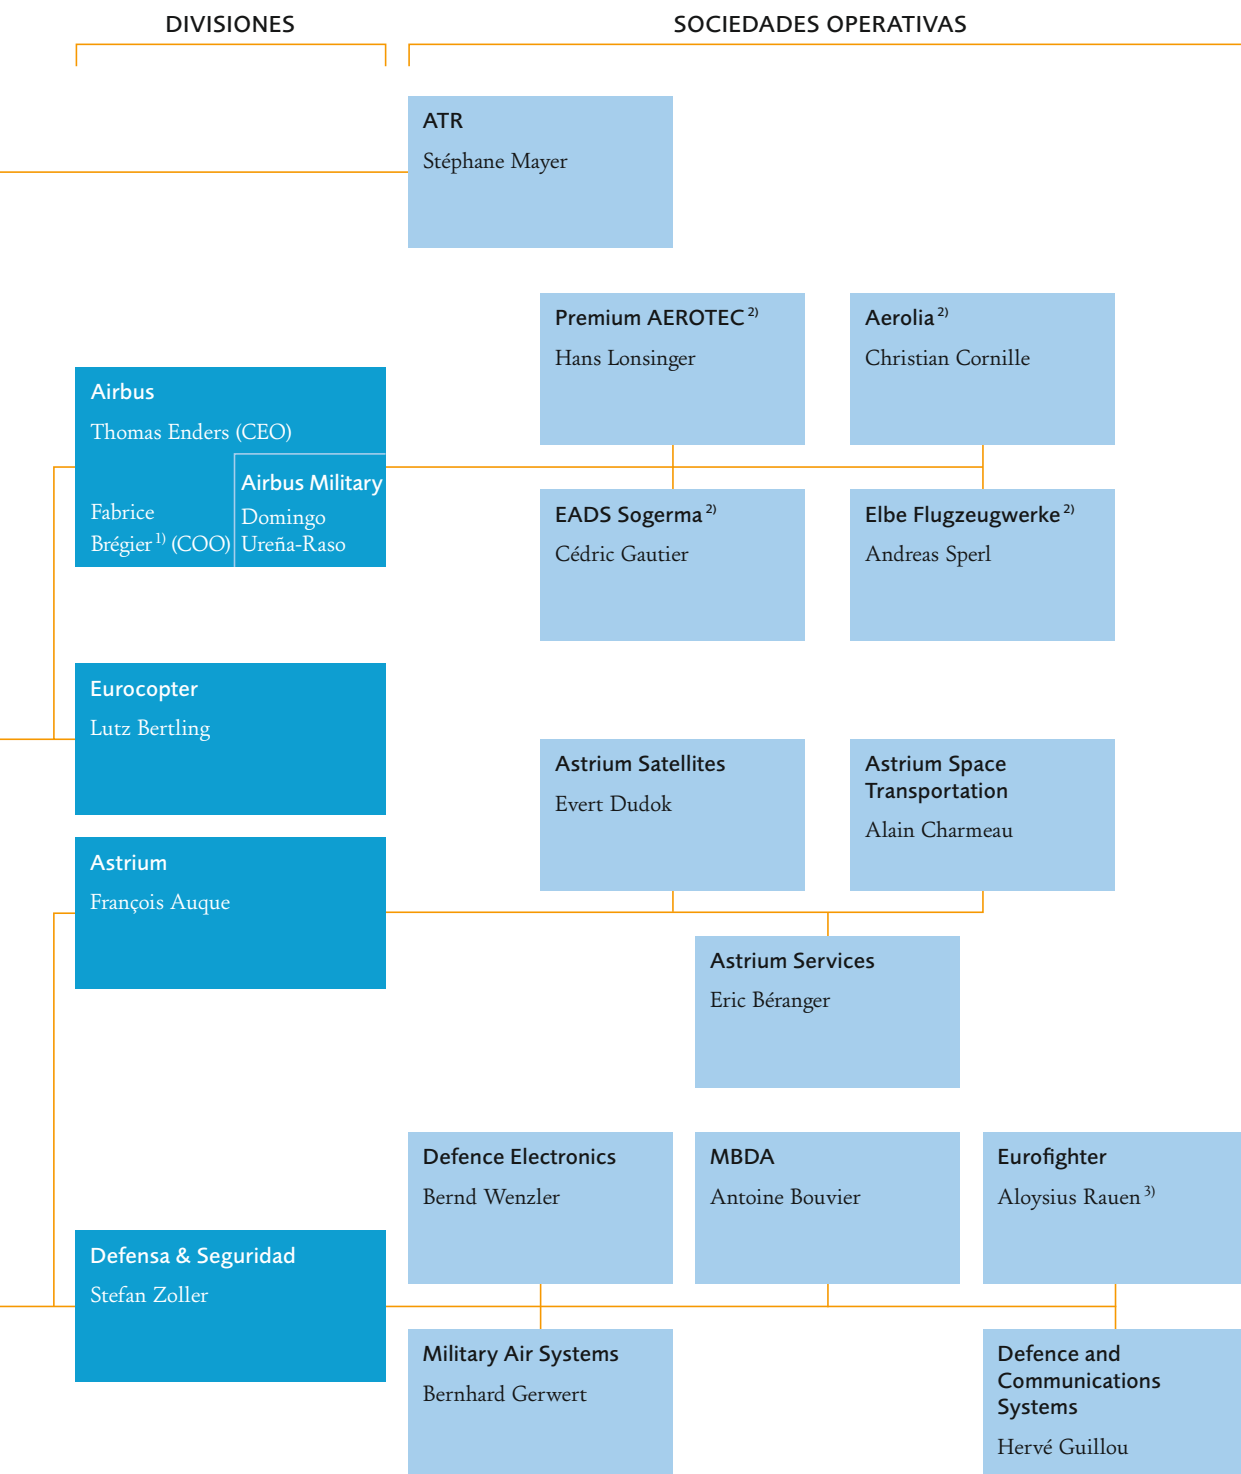 DIVISIONES
SOCIEDADES OPERATIVAS
ATR
Stéphane Mayer
Premium AEROTEC 2)
Hans Lonsinger
Aerolia 2)
Christian Cornille
Airbus
Thomas Enders (CEO)
Fabrice
Brégier 1) (COO)
Airbus Military
Domingo
Ureña-Raso
EADS Sogerma 2)
Cédric Gautier
Elbe Flugzeugwerke 2)
Andreas Sperl
Eurocopter
Lutz Bertling
Astrium Satellites
Evert Dudok
Astrium Space
Transportation
Alain Charmeau
Astrium
François Auque
Astrium Services
Eric Béranger
Defence Electronics
Bernd Wenzler
MBDA
Antoine Bouvier
Eurofighter
Aloysius Rauen 3)
Defensa & Seguridad
Stefan Zoller
Military Air Systems
Bernhard Gerwert
Defence and
Communications
Systems
Hervé Guillou